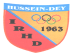 HUSSEIN-DEY
I R H D
1963